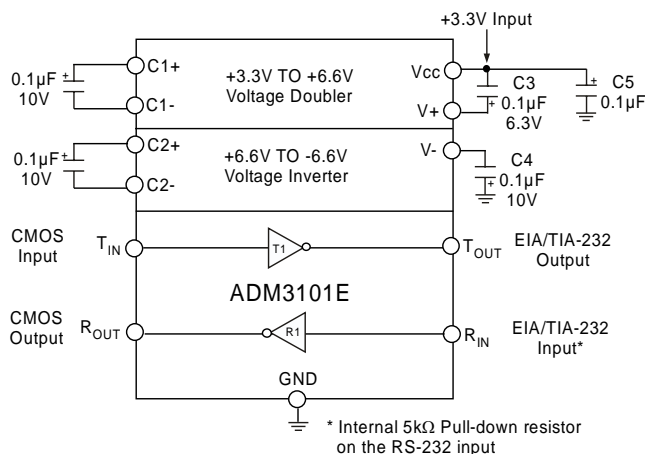 +3.3V Input
0.1µF
10V
+
C1+
C1-
+3.3V TO +6.6V
Voltage Doubler
Vcc
V+
+
C3
0.1µF
6.3V
+
C5
0.1µF
0.1µF
10V
+
C2+
C2-
+6.6V TO -6.6V
Voltage Inverter
V-
+
C4
0.1µF
10V
CMOS
Input
TIN
T1
TOUT
EIA/TIA-232
Output
ADM3101E
CMOS
Output
ROUT
R1
RIN
EIA/TIA-232
Input*
GND
* Internal 5kΩ Pull-down resistor
on the RS-232 input